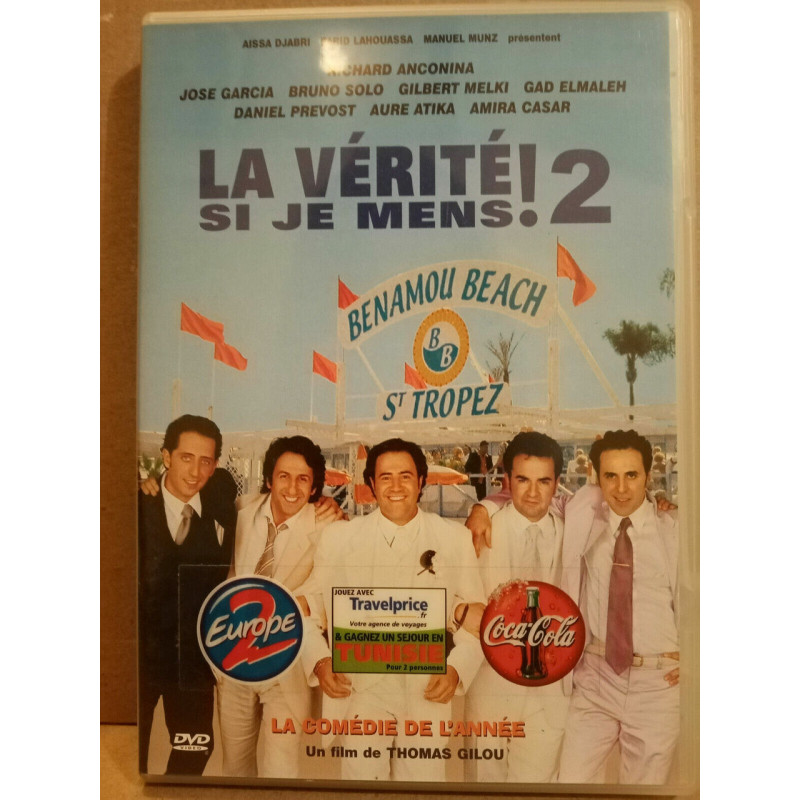 AISSA DJABRI FARID LAHOUASSA MANUEL MUNZ présentent
RICHARD ANCONINA
JOSE GARCIA BRUNO SOLO GILBERT MELKI GAD ELMALEH
DANIEL PREVOST AURE ATIKA AMIRA CASAR
LA VÉRITÉ
SI JE MENS! 2
BENAMOU BEACH
B B
ST TROPEZ
EUROPE 2
JOUEZ AVEC
Travelprice
.fr
Votre agence de voyages
& GAGNEZ UN SEJOUR EN
TUNISIE
Pour 2 personnes
Coca-Cola
LA COMÉDIE DE L'ANNÉE
Un film de THOMAS GILOU
DVD
VIDEO